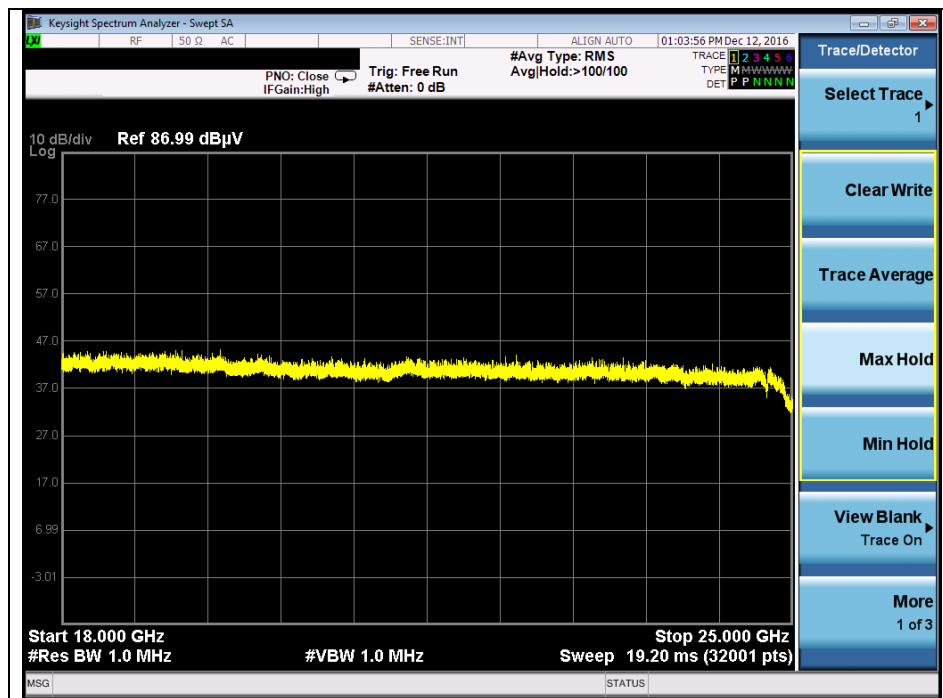 Keysight Spectrum Analyzer - Swept SA
LXI RF 50 Ω AC SENSE:INT ALIGN AUTO 01:03:56 PM Dec 12, 2016
PNO: Close
IFGain:High
Trig: Free Run
#Atten: 0 dB
#Avg Type: RMS
Avg|Hold:>100/100
TRACE 1 2 3 4 5 6
TYPE M M W W W W
DET P P N N N N
10 dB/div
Log
Ref 86.99 dBµV
77.0
67.0
57.0
47.0
37.0
27.0
17.0
6.99
-3.01
Start 18.000 GHz
Stop 25.000 GHz
#Res BW 1.0 MHz
#VBW 1.0 MHz
Sweep 19.20 ms (32001 pts)
MSG
STATUS
Trace/Detector
Select Trace
1
Clear Write
Trace Average
Max Hold
Min Hold
View Blank
Trace On
More
1 of 3